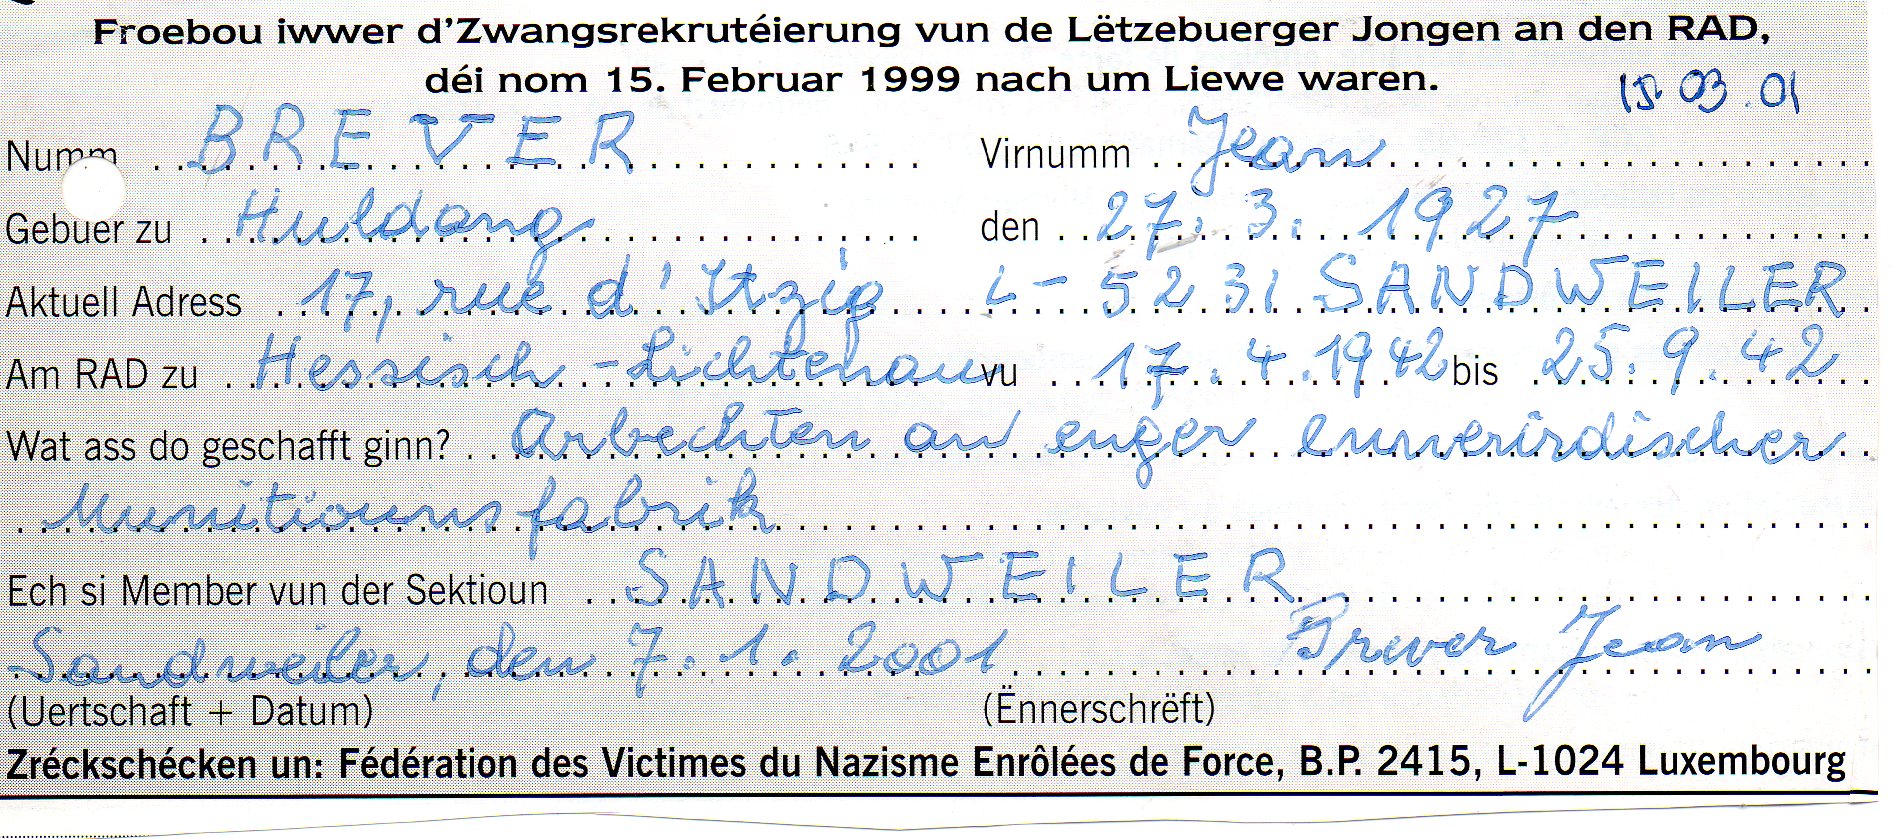 Froebou iwwer d'Zwangsrekrutéierung vun de Lëtzebuerger Jongen an den RAD,
déi nom 15. Februar 1999 nach um Liewe waren.
15.03.01
Numm BREVER Virnumm Jean
Gebuer zu Huldang den 27.3.1927
Aktuell Adress 17, rue d'Itzig L-5231 SANDWEILER
Am RAD zu Hessisch-Lichtenau vu 17.4.1942 bis 25.9.42
Wat ass do geschafft ginn? Arbechten an enger ennerirdischer
Munitiounsfabrik
Ech si Member vun der Sektioun SANDWEILER
Sandweiler, den 7.1.2001 Brever Jean
(Uertschaft + Datum) (Ënnerschrëft)
Zréckschécken un: Fédération des Victimes du Nazisme Enrôlées de Force, B.P. 2415, L-1024 Luxembourg